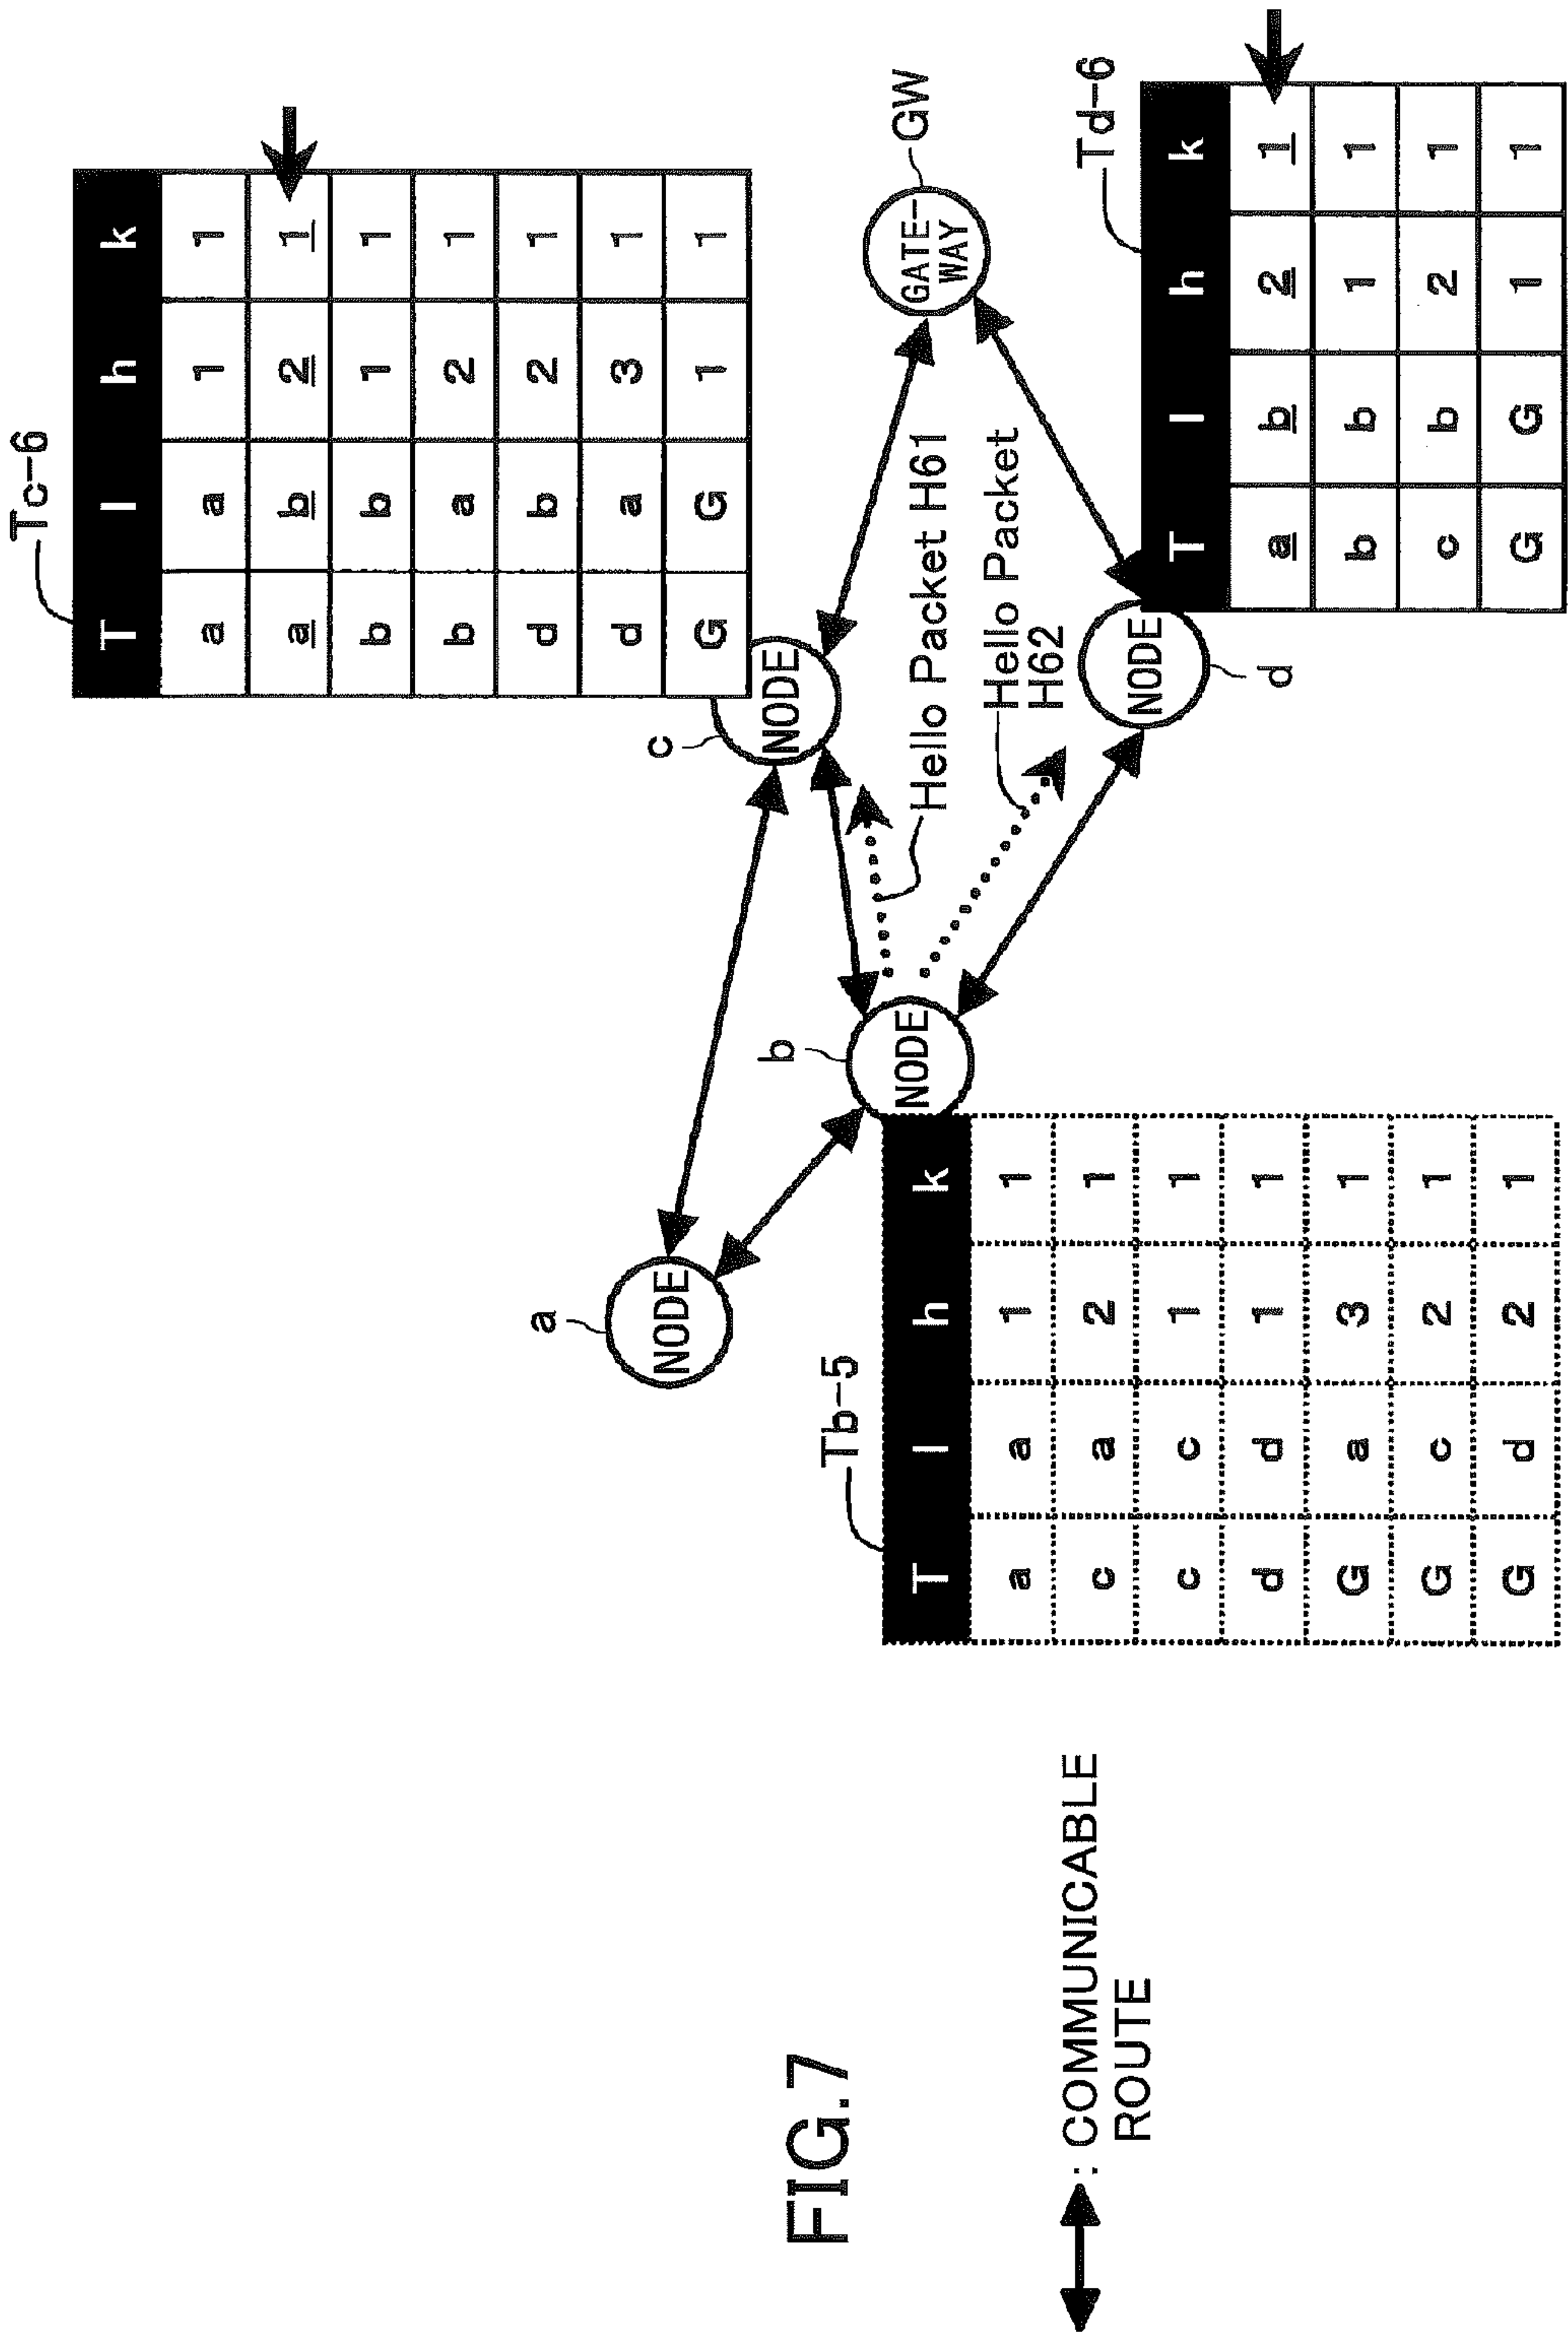 FIG.7
Tc-6
T l h k
a a 1 1
a b 2 1
b b 1 1
b a 2 1
d b 2 1
d a 3 1
G G 1 1
a
NODE
c
NODE
b
NODE
GATE-
WAY
GW
Hello Packet H61
Hello Packet
H62
NODE
d
Tb-5
T l h k
a a 1 1
c a 2 1
c c 1 1
d d 1 1
G a 3 1
G c 2 1
G d 2 1
Td-6
T l h k
a b 2 1
b b 1 1
c b 2 1
G G 1 1
: COMMUNICABLE
ROUTE